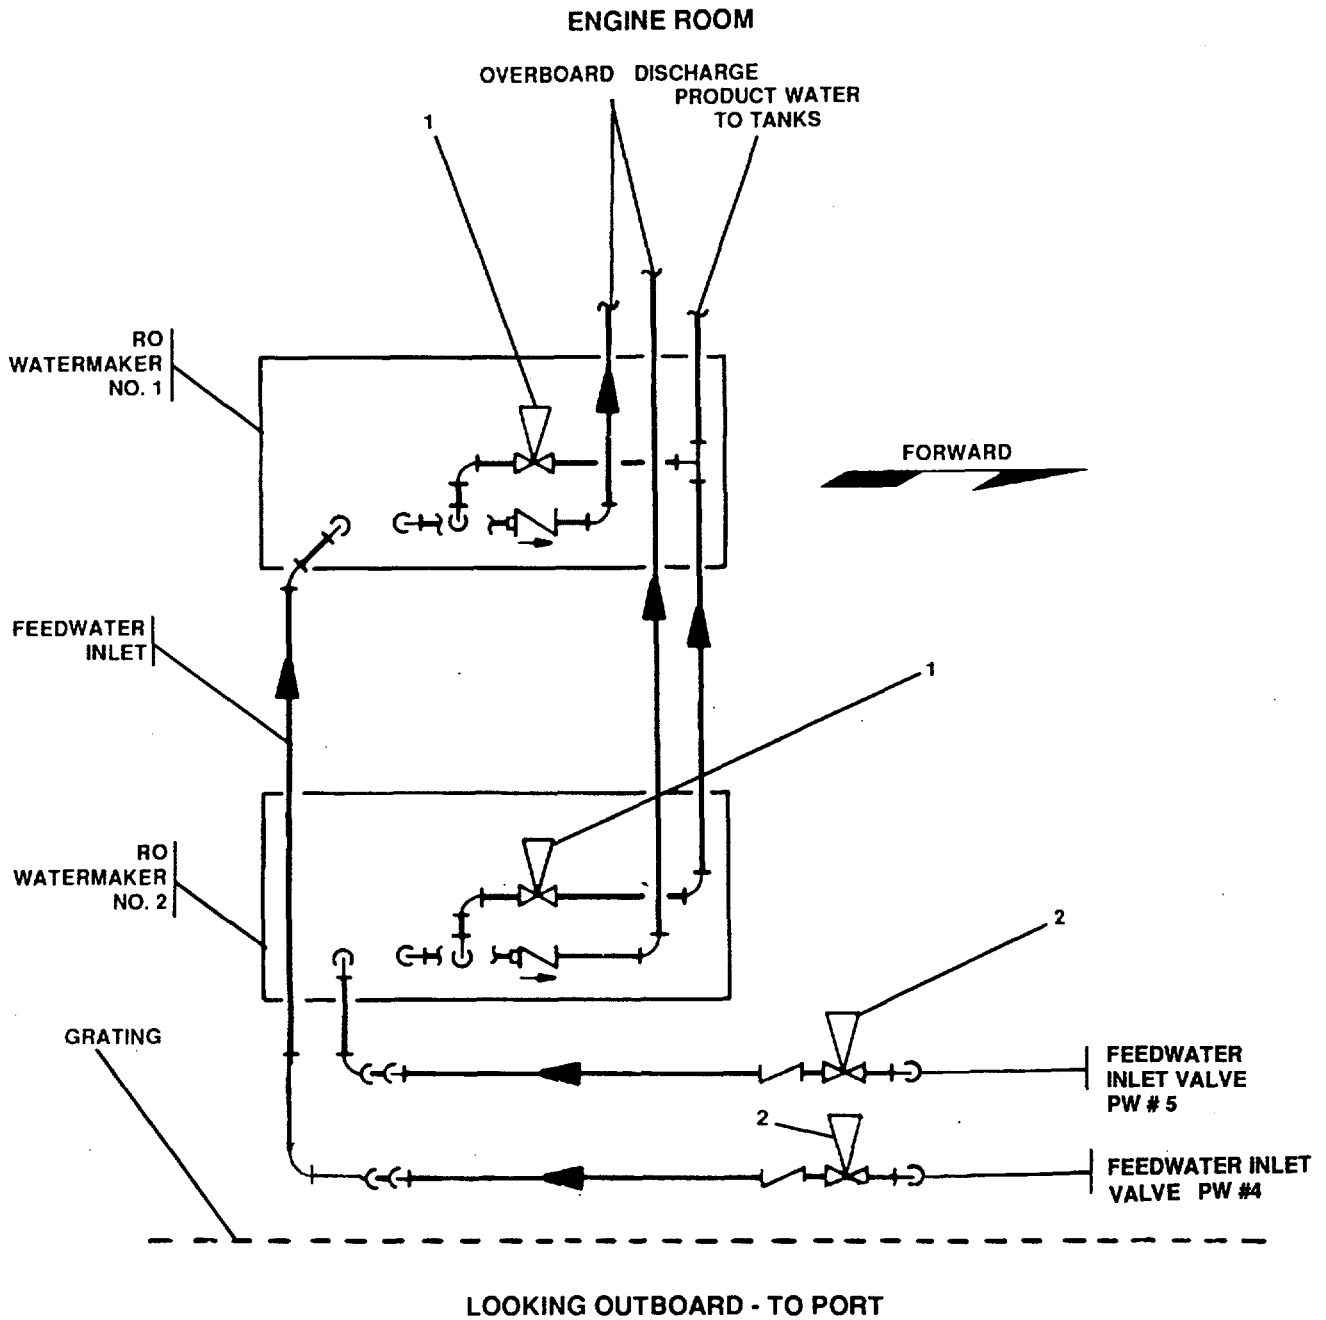 ENGINE ROOM
OVERBOARD DISCHARGE
PRODUCT WATER
TO TANKS
1
RO
WATERMAKER
NO. 1
FORWARD
FEEDWATER
INLET
1
RO
WATERMAKER
NO. 2
2
GRATING
FEEDWATER
INLET VALVE
PW # 5
2
FEEDWATER INLET
VALVE PW #4
LOOKING OUTBOARD - TO PORT